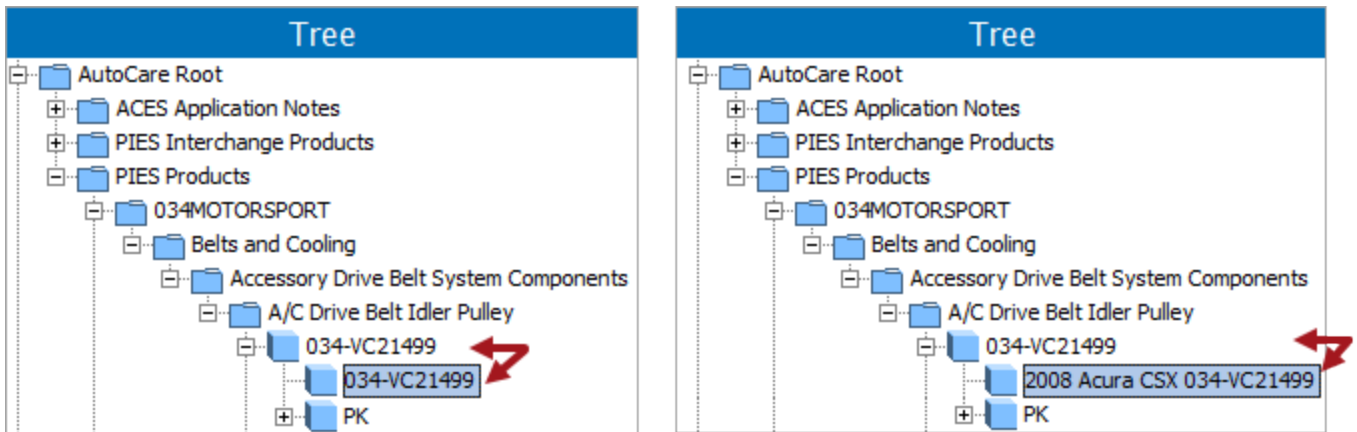 Tree
AutoCare Root
ACES Application Notes
PIES Interchange Products
PIES Products
034MOTORSPORT
Belts and Cooling
Accessory Drive Belt System Components
A/C Drive Belt Idler Pulley
034-VC21499
034-VC21499
PK
Tree
AutoCare Root
ACES Application Notes
PIES Interchange Products
PIES Products
034MOTORSPORT
Belts and Cooling
Accessory Drive Belt System Components
A/C Drive Belt Idler Pulley
034-VC21499
2008 Acura CSX 034-VC21499
PK